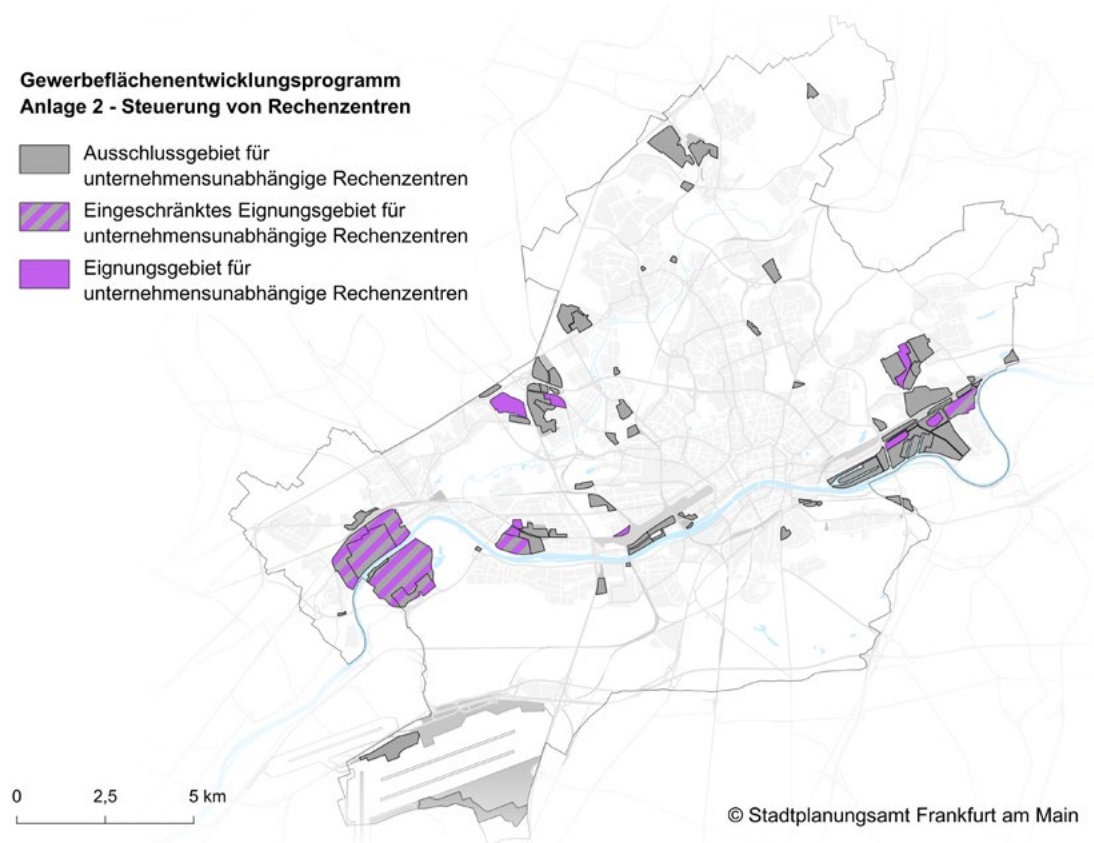 Gewerbeflächenentwicklungsprogramm
Anlage 2 - Steuerung von Rechenzentren
Ausschlussgebiet für
unternehmensunabhängige Rechenzentren
Eingeschränktes Eignungsgebiet für
unternehmensunabhängige Rechenzentren
Eignungsgebiet für
unternehmensunabhängige Rechenzentren
0 2,5 5 km
© Stadtplanungsamt Frankfurt am Main